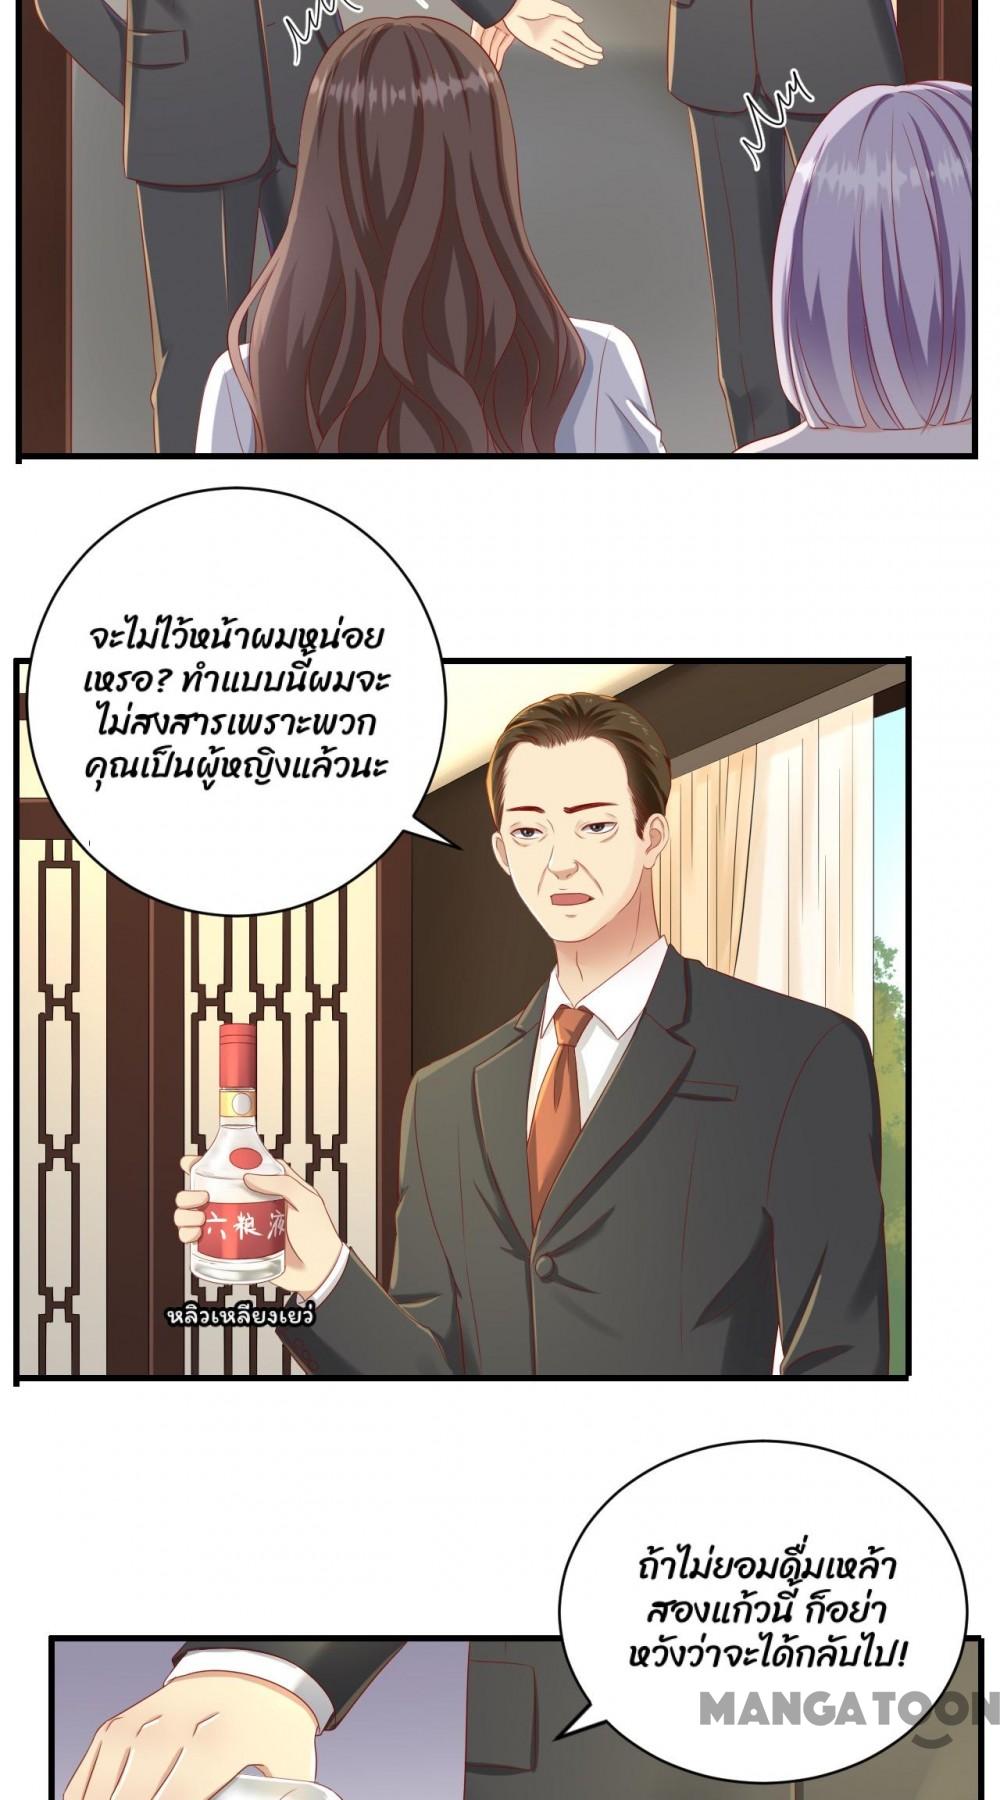 จะไม่ไว้หน้าผมหน่อย
เหรอ? ทำแบบนี้ผมจะ
ไม่สงสารเพราะพวก
คุณเป็นผู้หญิงแล้วนะ
六粮液
หลิวเหลียงเยว่
ถ้าไม่ยอมดื่มเหล้า
สองแก้วนี้ ก็อย่า
หวังว่าจะได้กลับไป!
MANGATOON